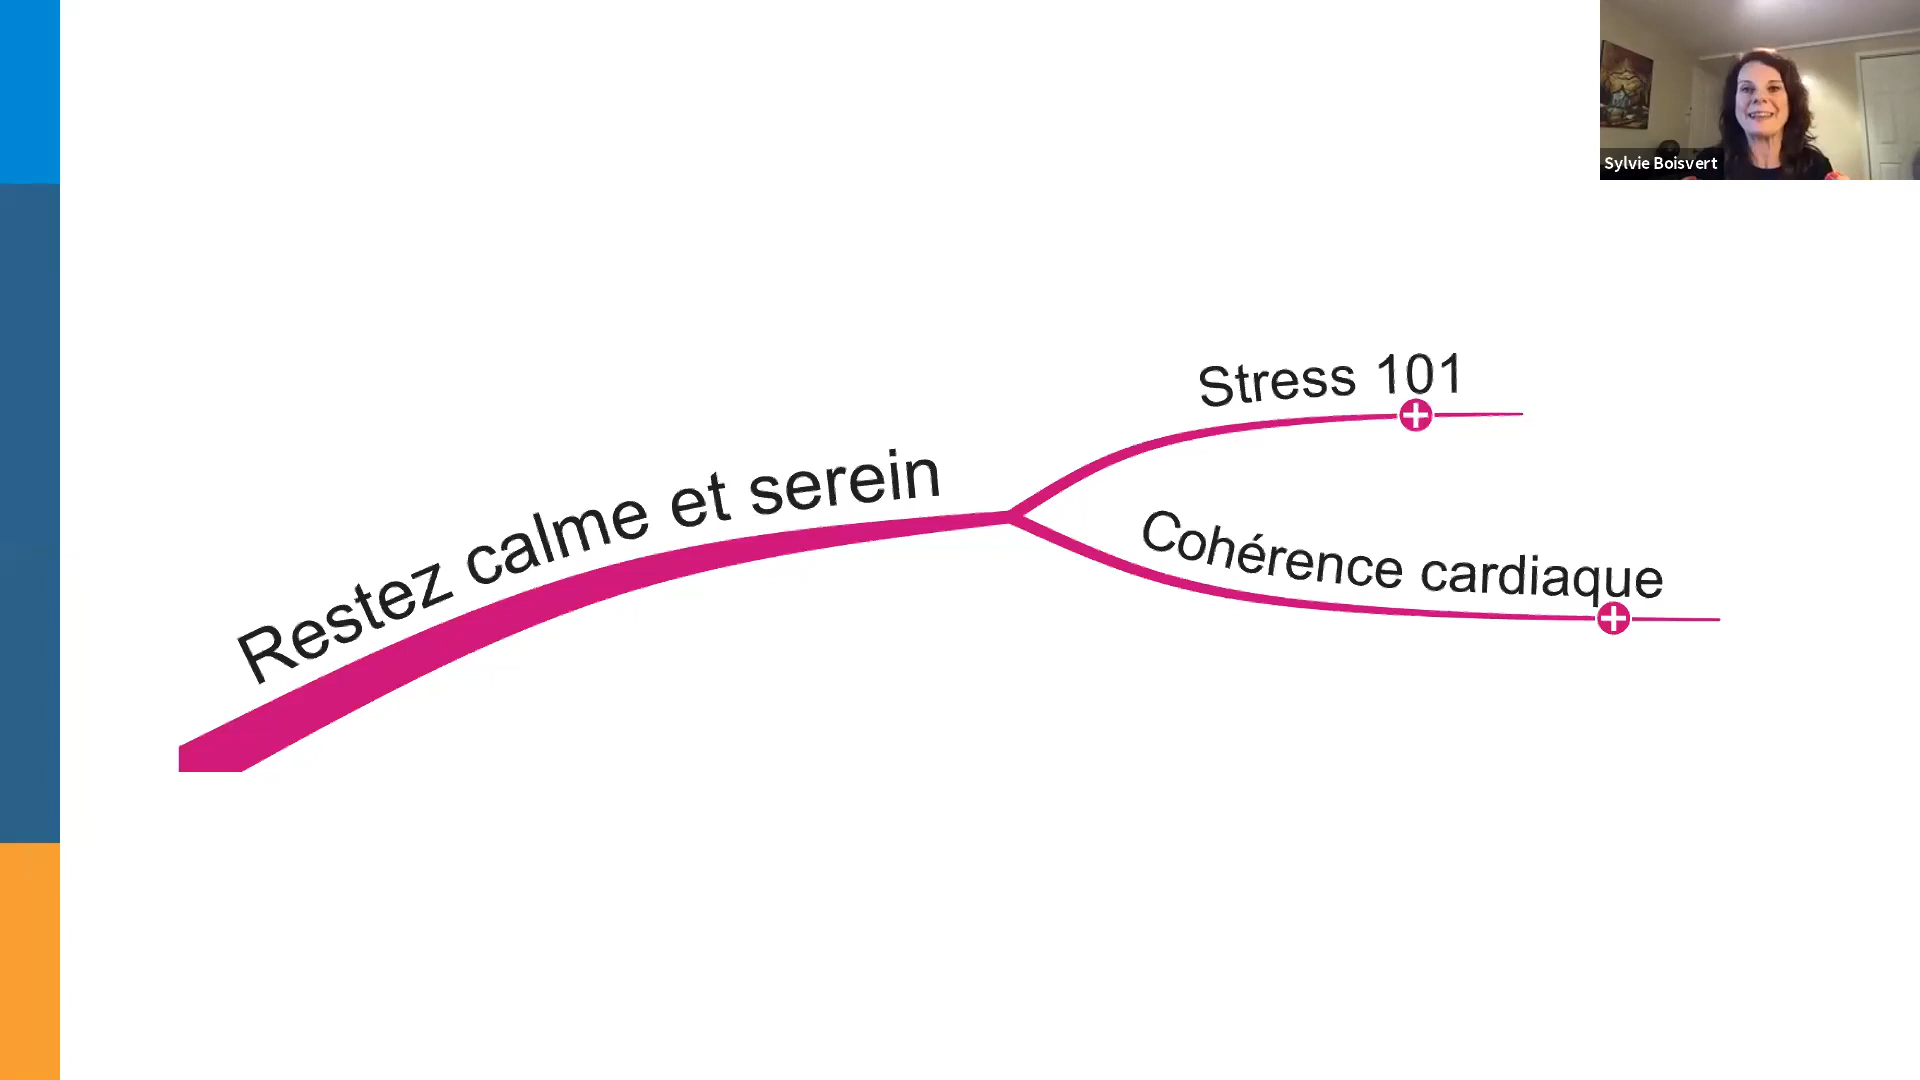 Sylvie Boisvert
Stress 101
Restez calme et serein
Cohérence cardiaque